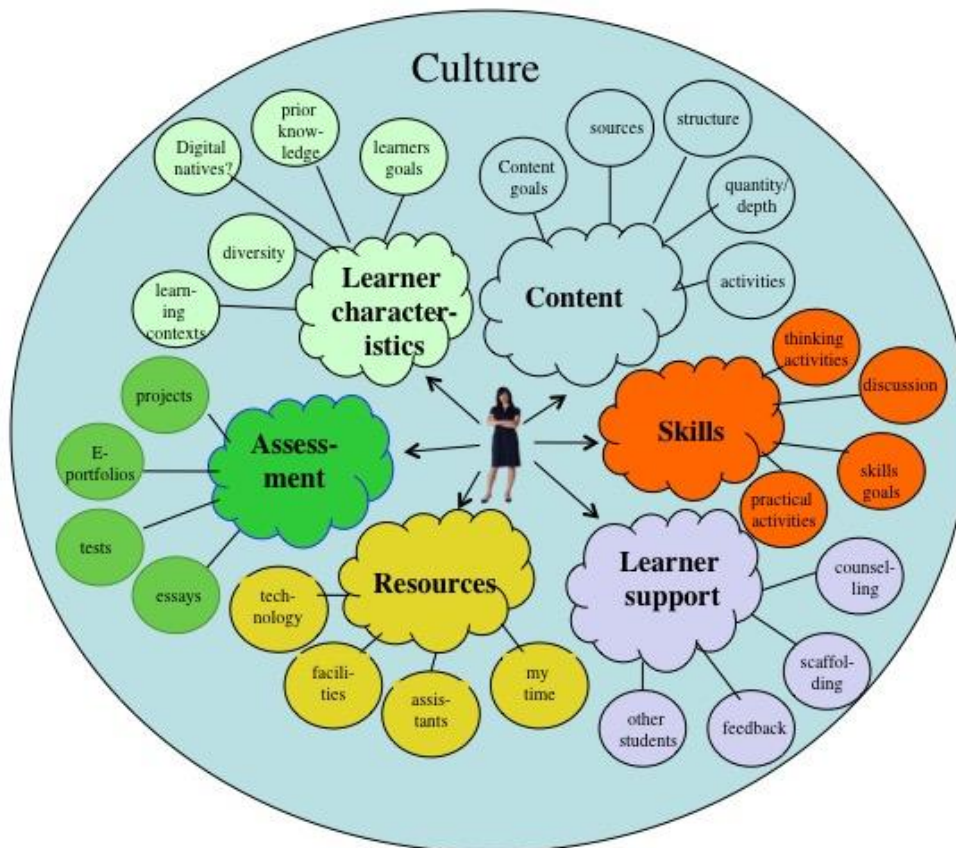 Culture
Digital
natives?
prior
know-
ledge
learners
goals
diversity
learn-
ing
contexts
Learner
character-
istics
Content
goals
sources
structure
quantity/
depth
activities
Content
thinking
activities
discussion
skills
goals
practical
activities
Skills
projects
E-
portfolios
tests
essays
Assess-
ment
tech-
nology
facili-
ties
assis-
tants
my
time
Resources
Learner
support
counsel-
ling
scaffol-
ding
feedback
other
students